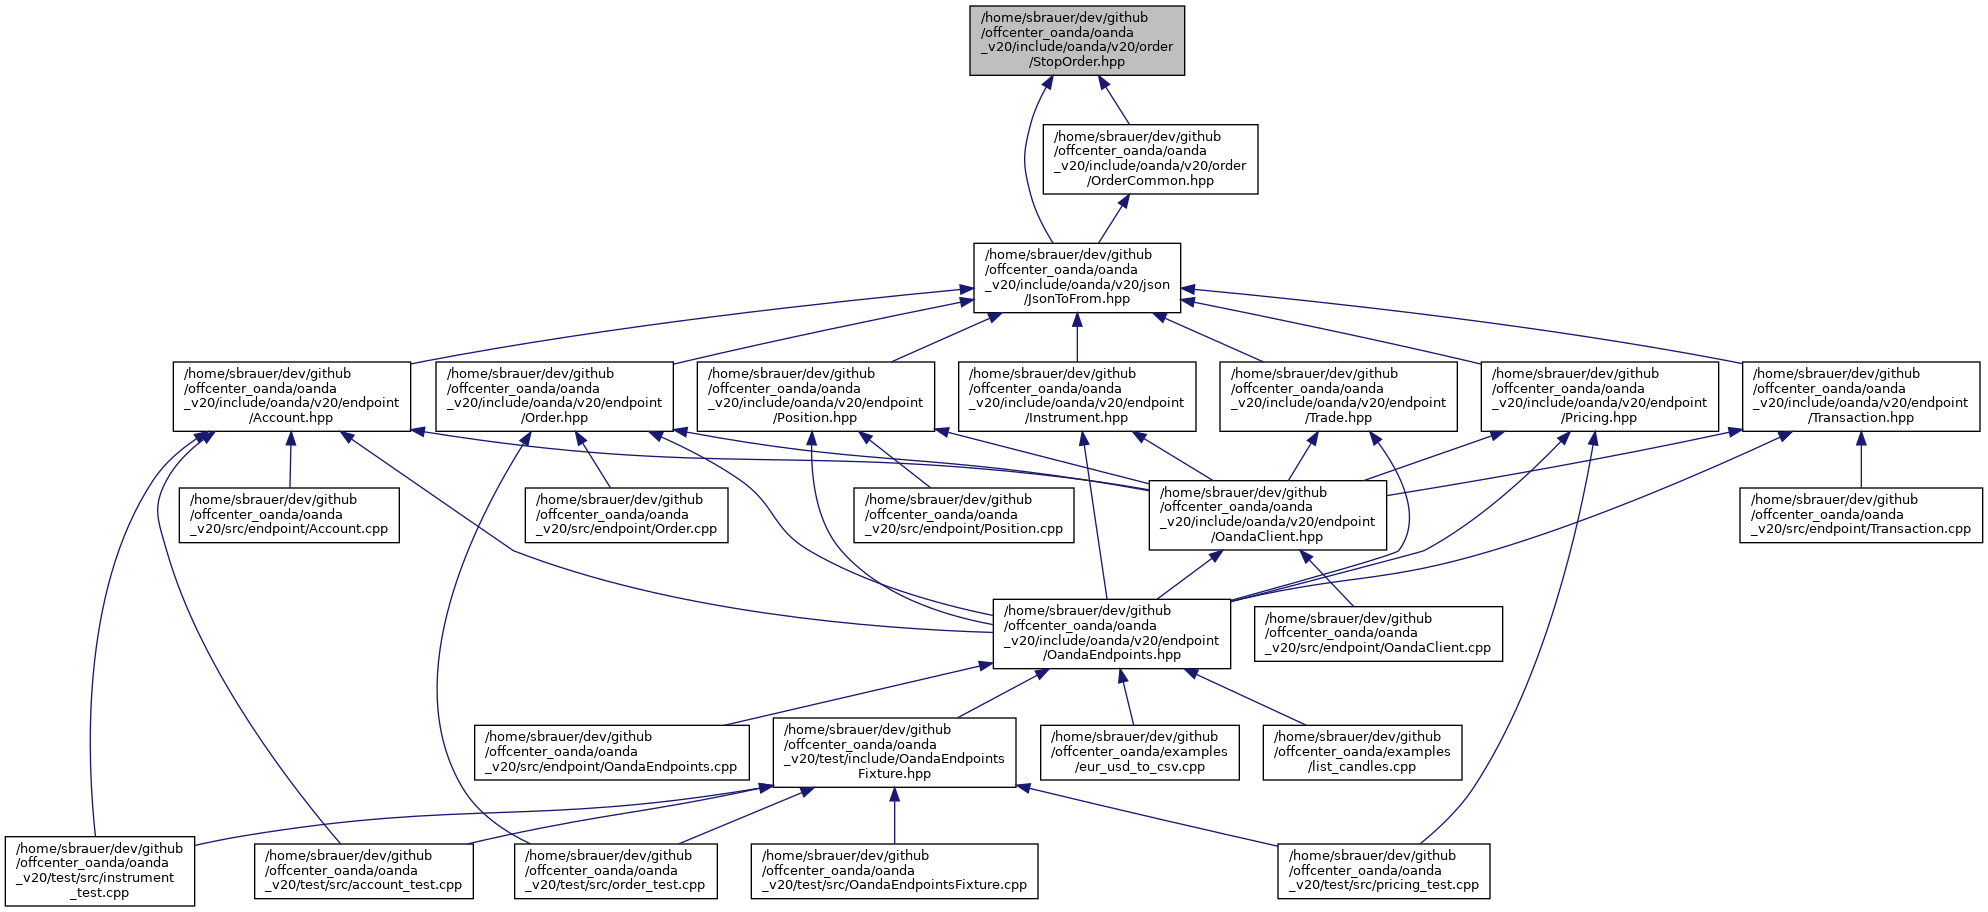 /home/sbrauer/dev/github
/offcenter_oanda/oanda
_v20/include/oanda/v20/order
/StopOrder.hpp
/home/sbrauer/dev/github
/offcenter_oanda/oanda
_v20/include/oanda/v20/order
/OrderCommon.hpp
/home/sbrauer/dev/github
/offcenter_oanda/oanda
_v20/include/oanda/v20/json
/JsonToFrom.hpp
/home/sbrauer/dev/github
/offcenter_oanda/oanda
_v20/include/oanda/v20/endpoint
/Account.hpp
/home/sbrauer/dev/github
/offcenter_oanda/oanda
_v20/include/oanda/v20/endpoint
/Order.hpp
/home/sbrauer/dev/github
/offcenter_oanda/oanda
_v20/include/oanda/v20/endpoint
/Position.hpp
/home/sbrauer/dev/github
/offcenter_oanda/oanda
_v20/include/oanda/v20/endpoint
/Instrument.hpp
/home/sbrauer/dev/github
/offcenter_oanda/oanda
_v20/include/oanda/v20/endpoint
/Trade.hpp
/home/sbrauer/dev/github
/offcenter_oanda/oanda
_v20/include/oanda/v20/endpoint
/Pricing.hpp
/home/sbrauer/dev/github
/offcenter_oanda/oanda
_v20/include/oanda/v20/endpoint
/Transaction.hpp
/home/sbrauer/dev/github
/offcenter_oanda/oanda
_v20/src/endpoint/Account.cpp
/home/sbrauer/dev/github
/offcenter_oanda/oanda
_v20/src/endpoint/Order.cpp
/home/sbrauer/dev/github
/offcenter_oanda/oanda
_v20/src/endpoint/Position.cpp
/home/sbrauer/dev/github
/offcenter_oanda/oanda
_v20/include/oanda/v20/endpoint
/OandaClient.hpp
/home/sbrauer/dev/github
/offcenter_oanda/oanda
_v20/src/endpoint/Transaction.cpp
/home/sbrauer/dev/github
/offcenter_oanda/oanda
_v20/include/oanda/v20/endpoint
/OandaEndpoints.hpp
/home/sbrauer/dev/github
/offcenter_oanda/oanda
_v20/src/endpoint/OandaClient.cpp
/home/sbrauer/dev/github
/offcenter_oanda/oanda
_v20/src/endpoint/OandaEndpoints.cpp
/home/sbrauer/dev/github
/offcenter_oanda/oanda
_v20/test/include/OandaEndpoints
Fixture.hpp
/home/sbrauer/dev/github
/offcenter_oanda/examples
/eur_usd_to_csv.cpp
/home/sbrauer/dev/github
/offcenter_oanda/examples
/list_candles.cpp
/home/sbrauer/dev/github
/offcenter_oanda/oanda
_v20/test/src/instrument
_test.cpp
/home/sbrauer/dev/github
/offcenter_oanda/oanda
_v20/test/src/account_test.cpp
/home/sbrauer/dev/github
/offcenter_oanda/oanda
_v20/test/src/order_test.cpp
/home/sbrauer/dev/github
/offcenter_oanda/oanda
_v20/test/src/OandaEndpointsFixture.cpp
/home/sbrauer/dev/github
/offcenter_oanda/oanda
_v20/test/src/pricing_test.cpp